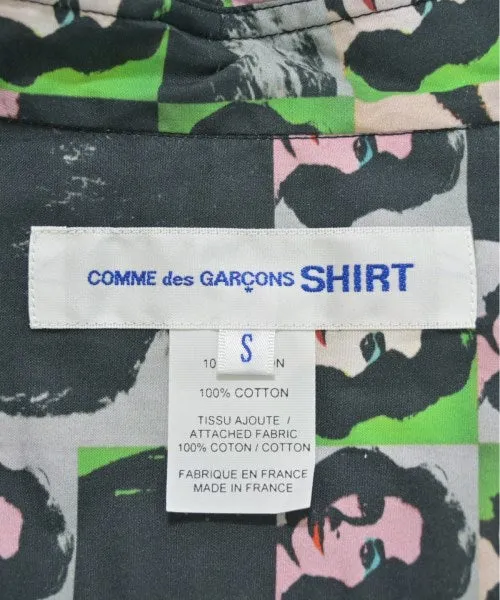 COMME des GARÇONS SHIRT
S
100% COTTON
TISSU AJOUTE /
ATTACHED FABRIC
100% COTON / COTTON
FABRIQUE EN FRANCE
MADE IN FRANCE